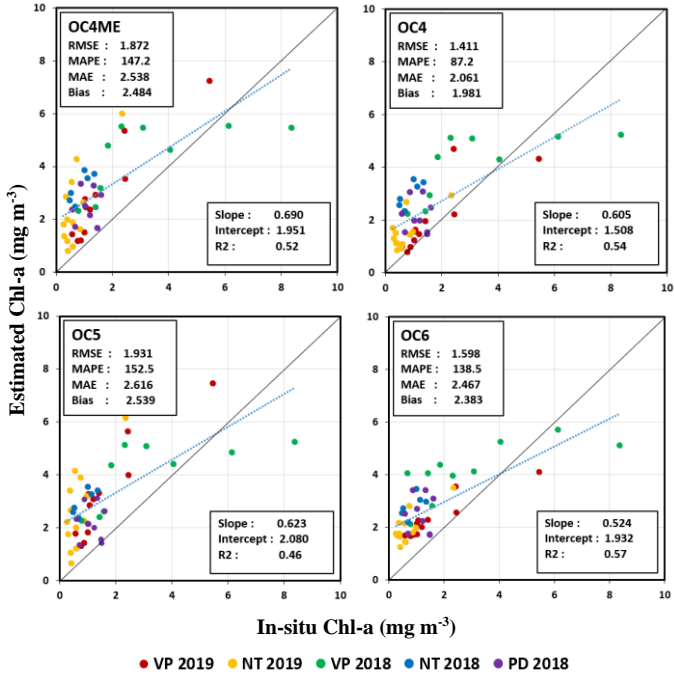 OC4ME
RMSE : 1.872
MAPE : 147.2
MAE : 2.538
Bias : 2.484
Slope : 0.690
Intercept : 1.951
R2 : 0.52
10
8
6
4
2
0
0 2 4 6 8 10
OC4
RMSE : 1.411
MAPE : 87.2
MAE : 2.061
Bias : 1.981
Slope : 0.605
Intercept : 1.508
R2 : 0.54
10
8
6
4
2
0
0 2 4 6 8 10
Estimated Chl-a (mg m-3)
OC5
RMSE : 1.931
MAPE : 152.5
MAE : 2.616
Bias : 2.539
Slope : 0.623
Intercept : 2.080
R2 : 0.46
10
8
6
4
2
0
0 2 4 6 8 10
OC6
RMSE : 1.598
MAPE : 138.5
MAE : 2.467
Bias : 2.383
Slope : 0.524
Intercept : 1.932
R2 : 0.57
10
8
6
4
2
0
0 2 4 6 8 10
In-situ Chl-a (mg m-3)
VP 2019 NT 2019 VP 2018 NT 2018 PD 2018